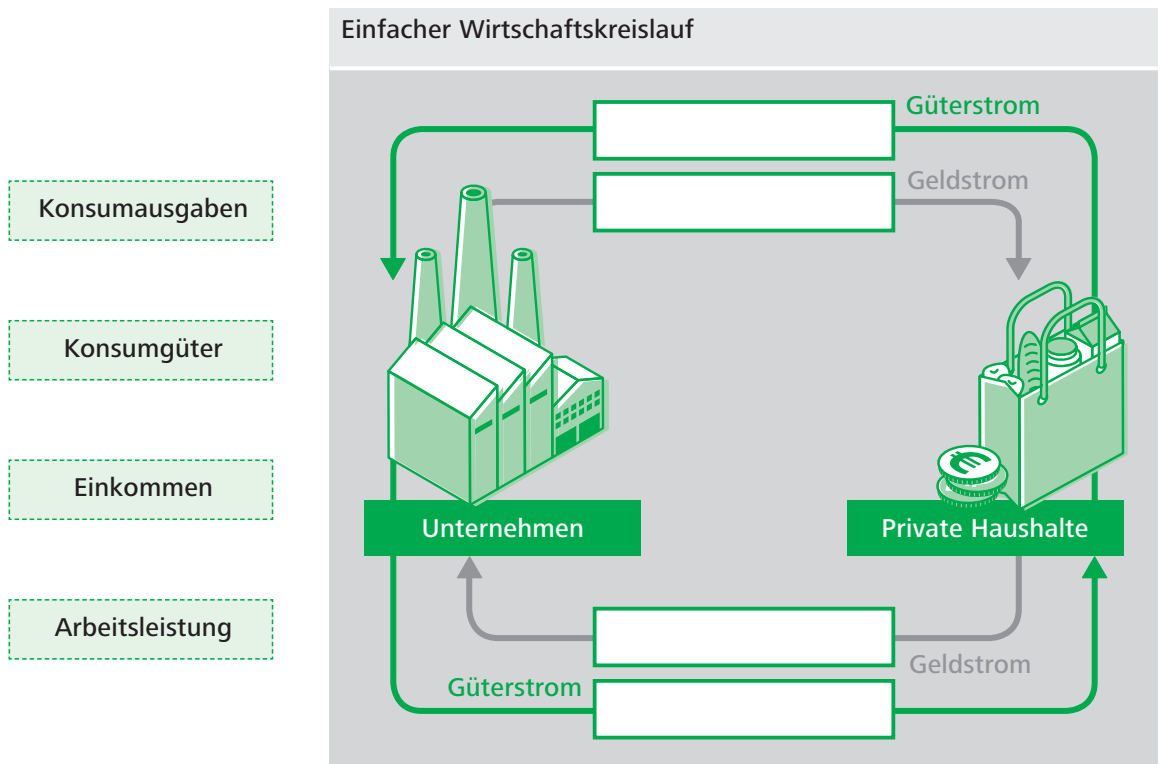 Einfacher Wirtschaftskreislauf
Güterstrom
Geldstrom
Konsumausgaben
Konsumgüter
Einkommen
Arbeitsleistung
Unternehmen
Private Haushalte
Geldstrom
Güterstrom